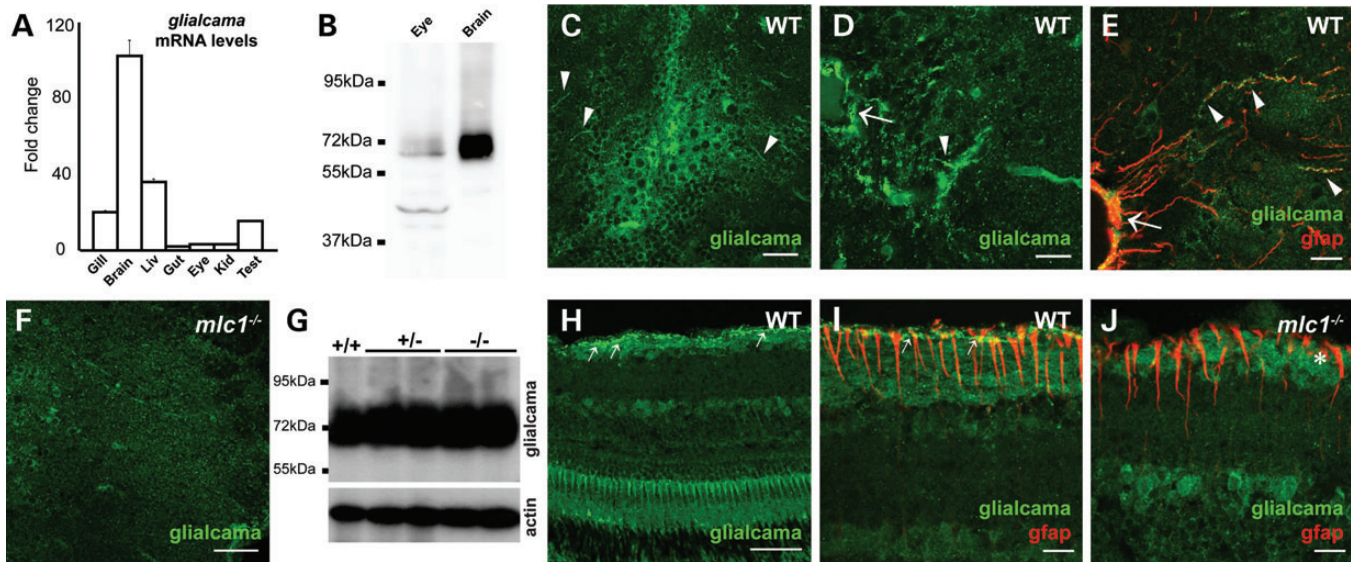 A
glialcama
mRNA levels
Fold change
120
80
40
0
Gill
Brain
Liv
Gut
Eye
Kid
Test
B
Eye
Brain
95kDa
72kDa
55kDa
37kDa
C
WT
glialcama
D
WT
glialcama
E
WT
glialcama
gfap
F
mlc1-/-
glialcama
G
+/+
+/-
-/-
95kDa
72kDa
55kDa
glialcama
actin
H
WT
glialcama
I
WT
glialcama
gfap
J
mlc1-/-
*
glialcama
gfap